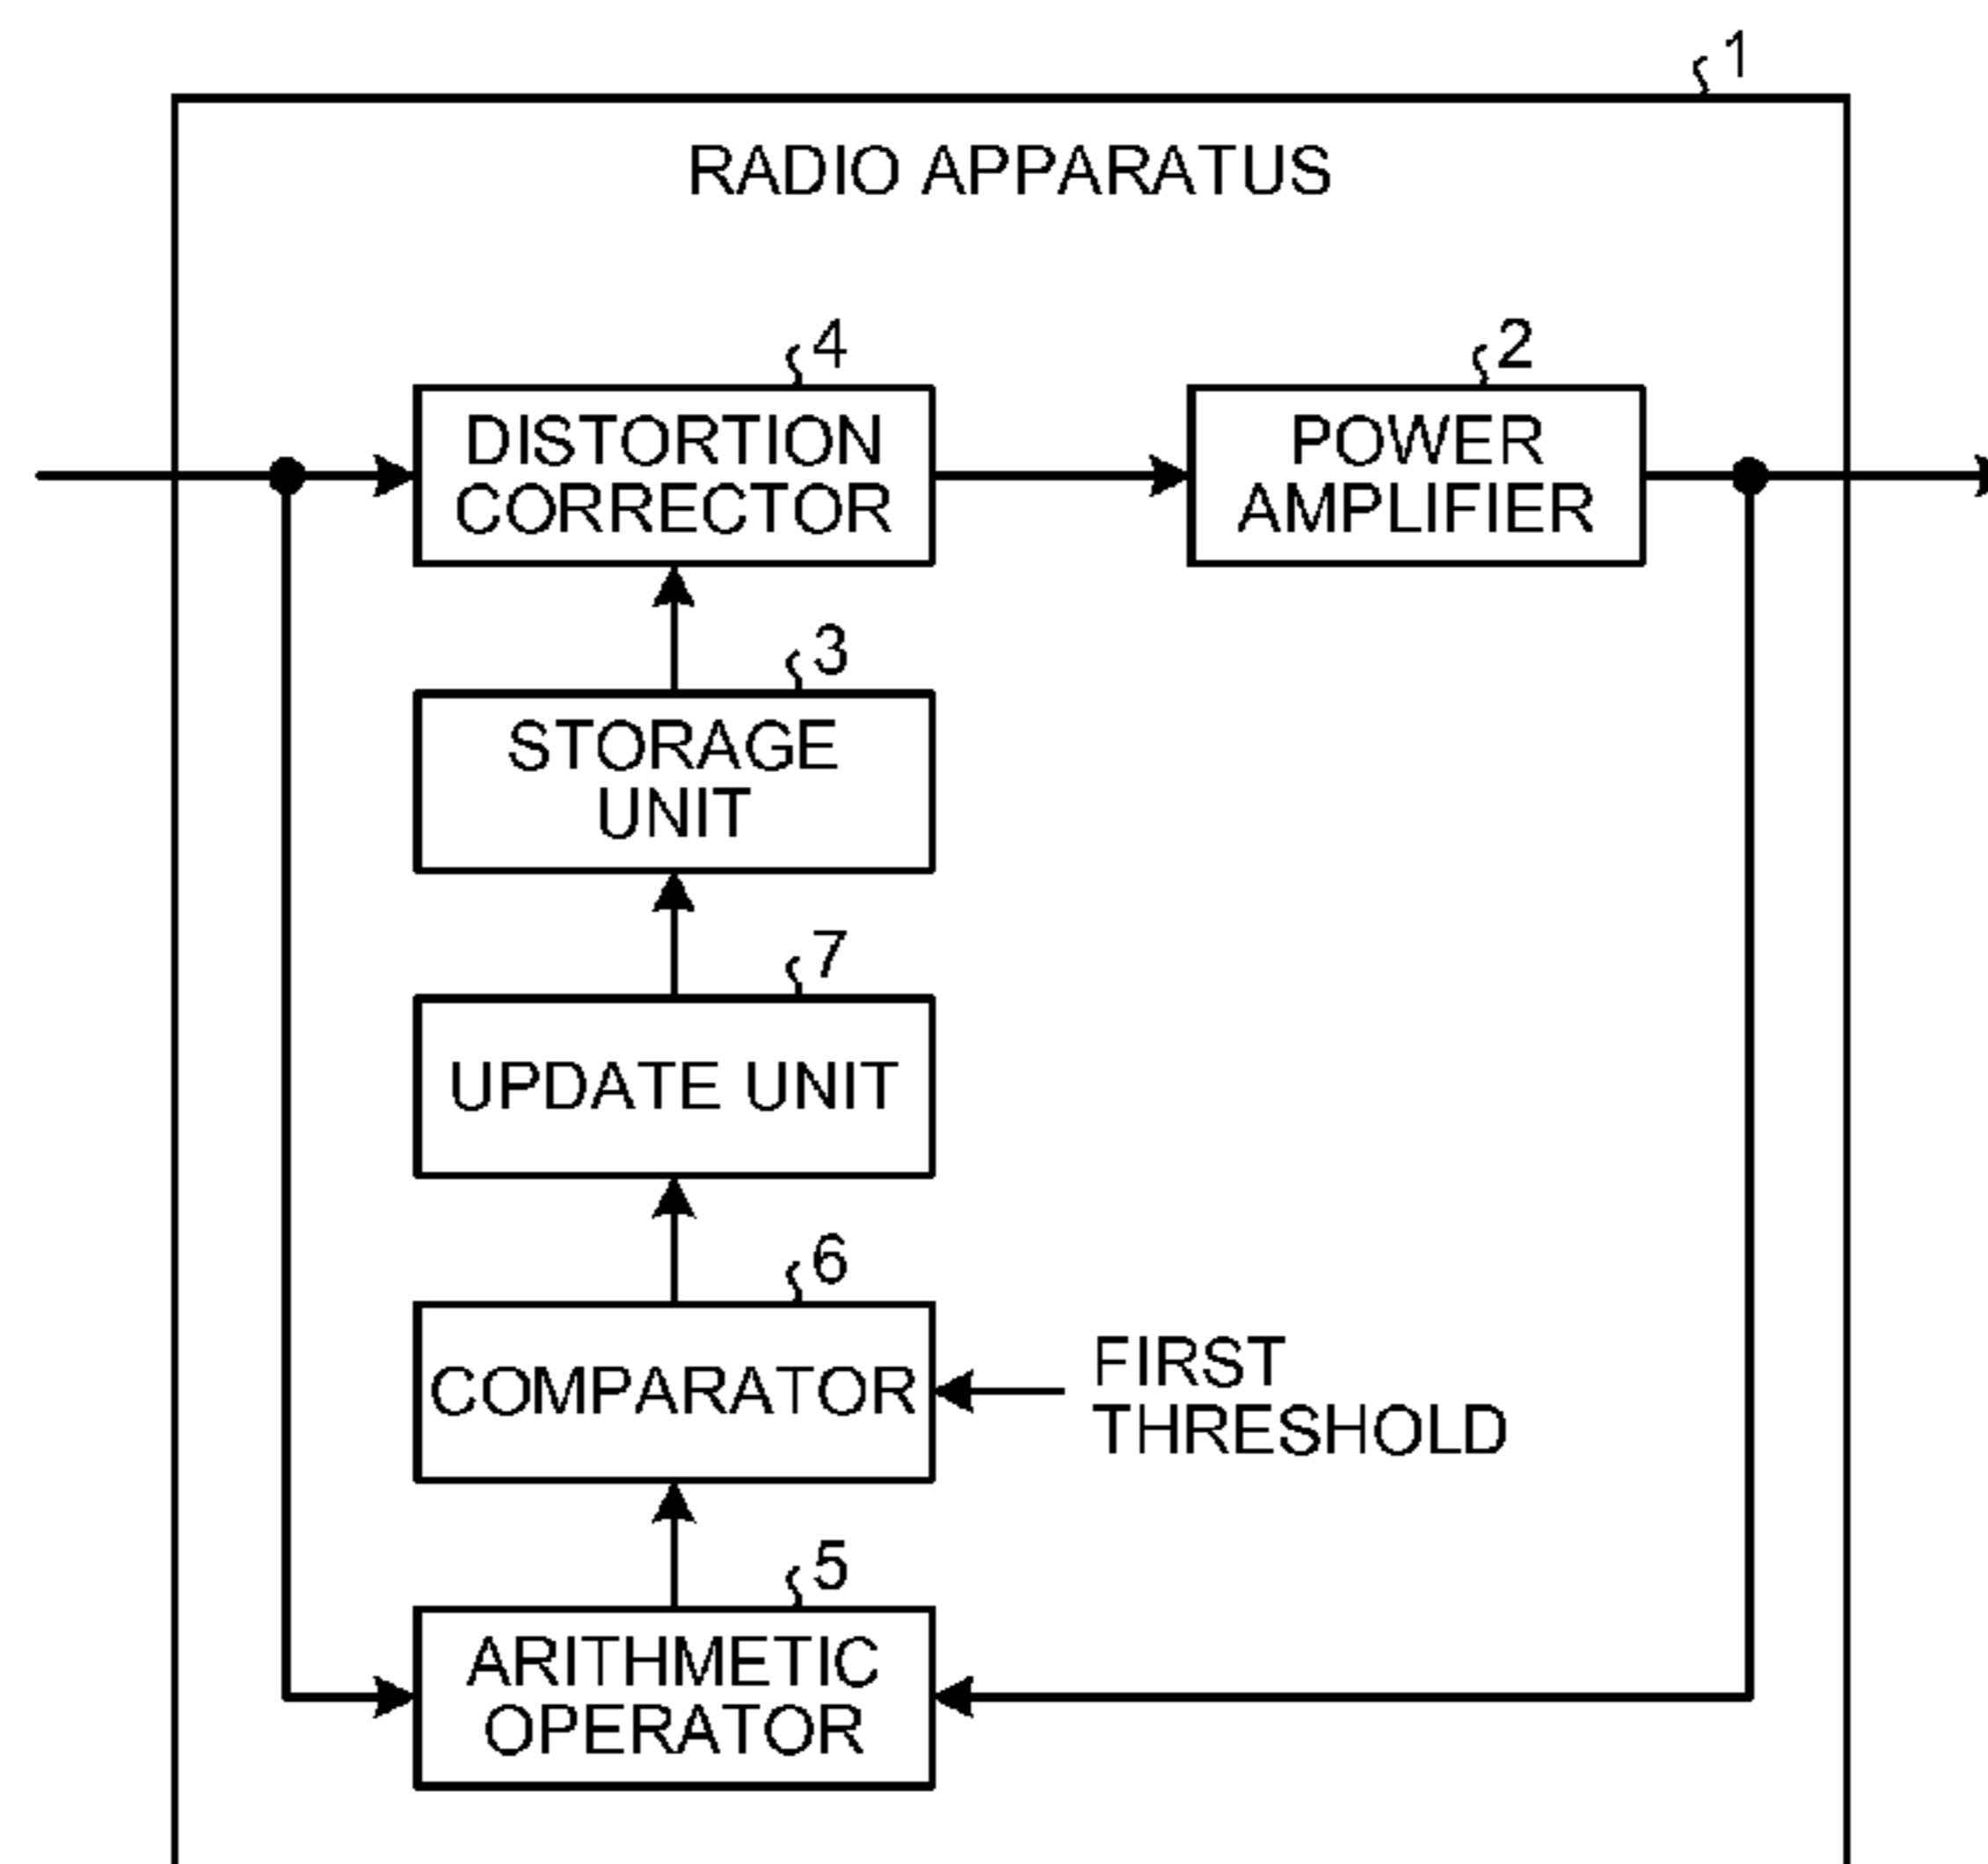 1
RADIO APPARATUS
4
DISTORTION
CORRECTOR
2
POWER
AMPLIFIER
3
STORAGE
UNIT
7
UPDATE UNIT
6
COMPARATOR
FIRST
THRESHOLD
5
ARITHMETIC
OPERATOR